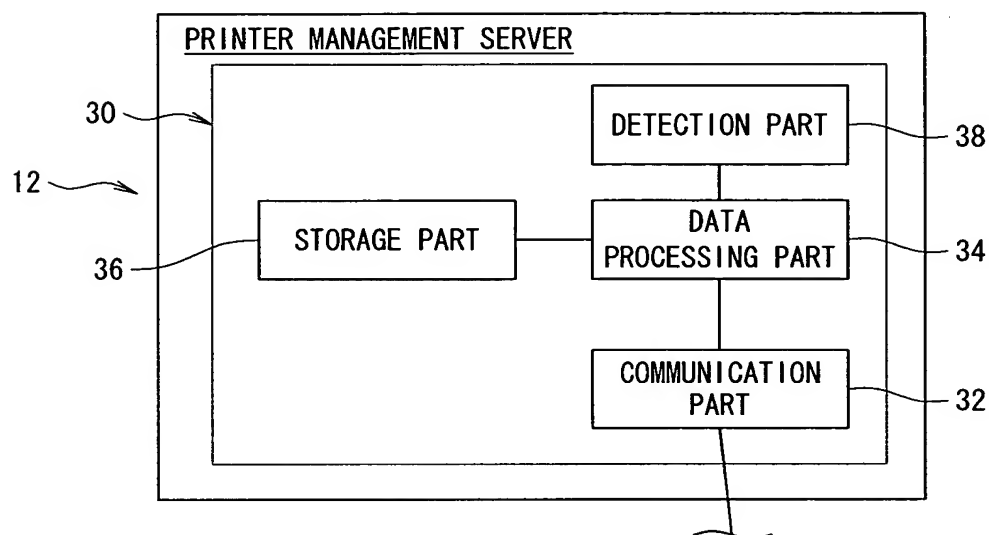 PRINTER MANAGEMENT SERVER
30
DETECTION PART
38
12
STORAGE PART
36
DATA
PROCESSING PART
34
COMMUNICATION
PART
32